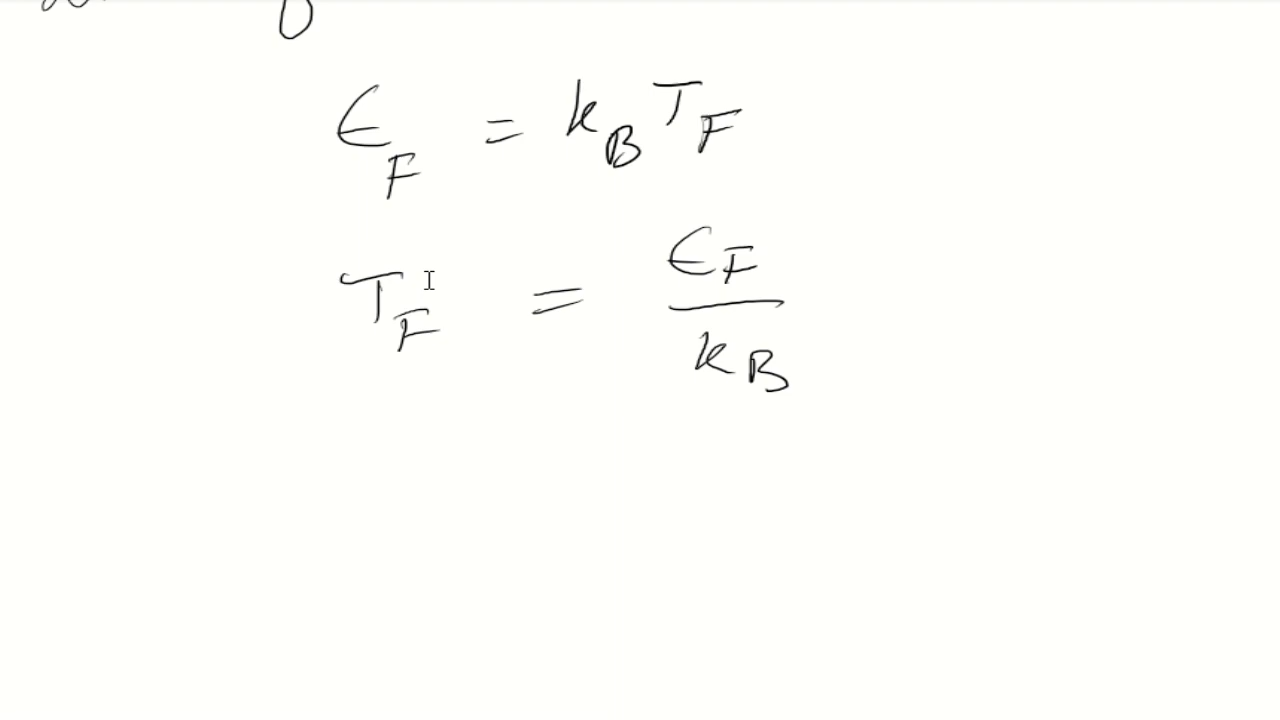 ϵ_F = k_B T_F
T_F = ϵ_F / k_B